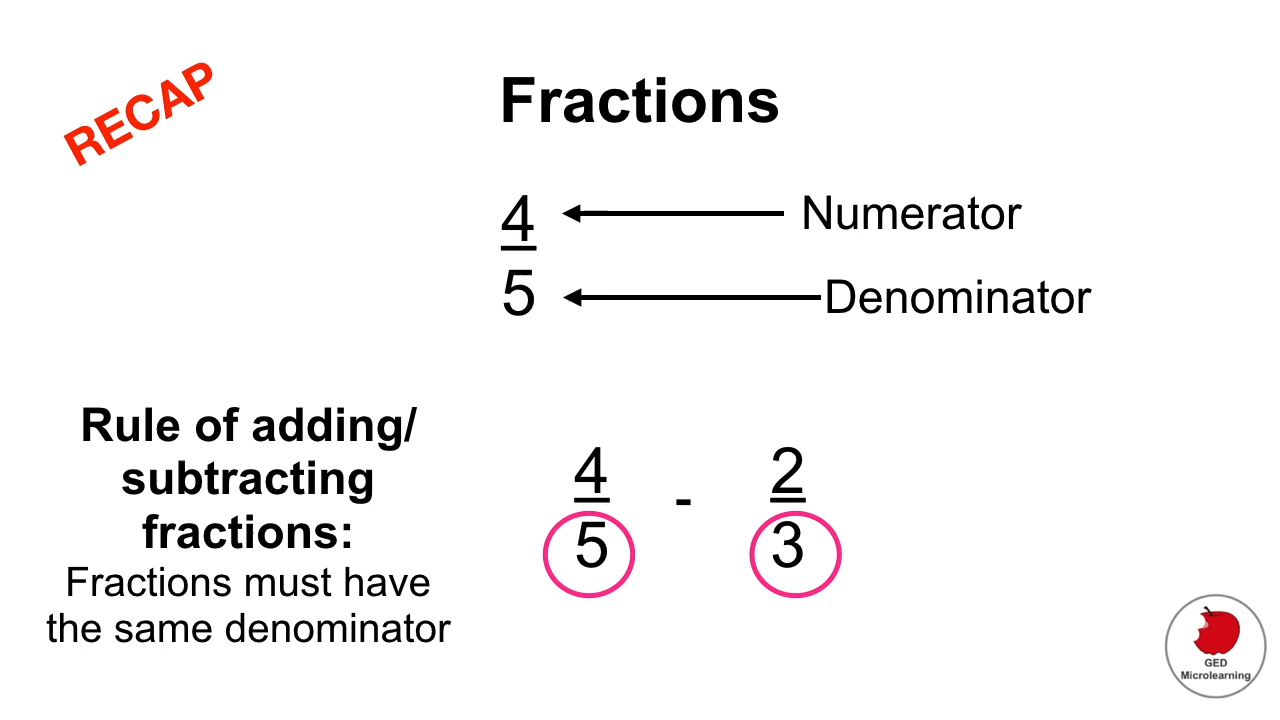 RECAP
Fractions
4
5
Numerator
Denominator
Rule of adding/
subtracting
fractions:
Fractions must have
the same denominator
4 - 2
5 3
GED
Microlearning